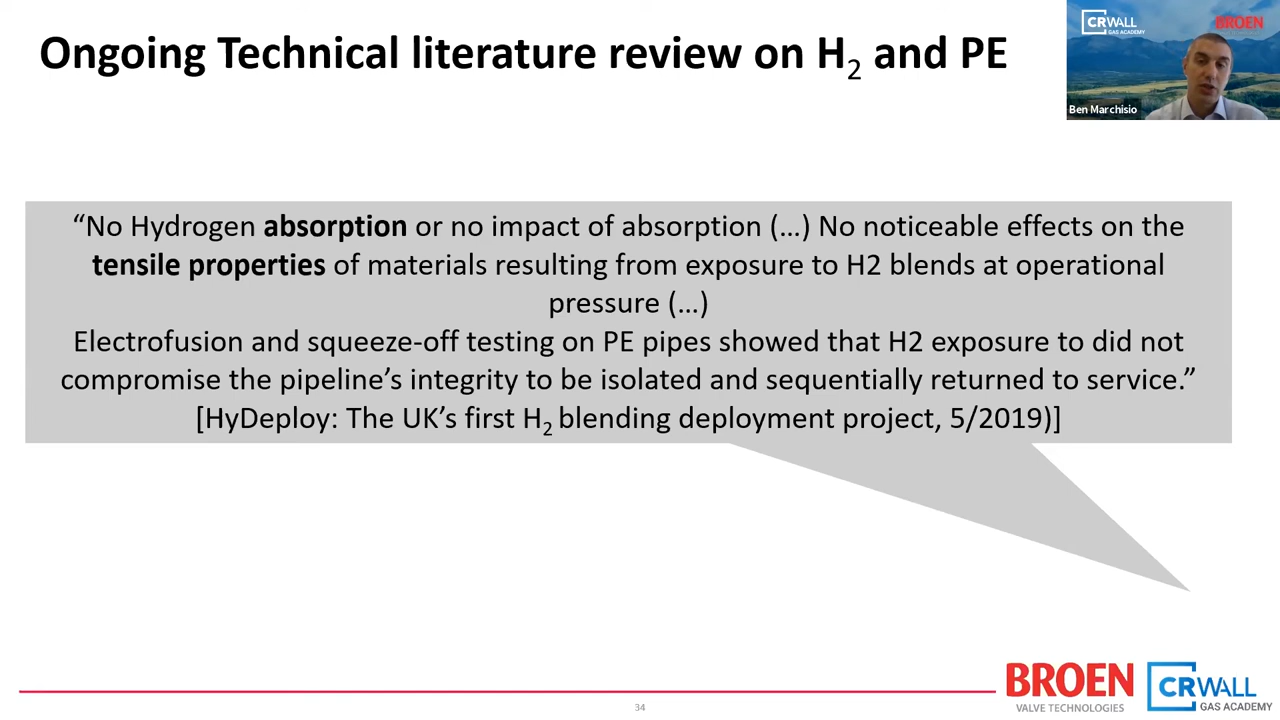 Ongoing Technical literature review on H2 and PE
CRWALL
GAS ACADEMY
BROEN
Ben Marchisio
“No Hydrogen absorption or no impact of absorption (…) No noticeable effects on the
tensile properties of materials resulting from exposure to H2 blends at operational
pressure (…)
Electrofusion and squeeze-off testing on PE pipes showed that H2 exposure to did not
compromise the pipeline’s integrity to be isolated and sequentially returned to service.”
[HyDeploy: The UK’s first H2 blending deployment project, 5/2019)]
34
BROEN
VALVE TECHNOLOGIES
CRWALL
GAS ACADEMY